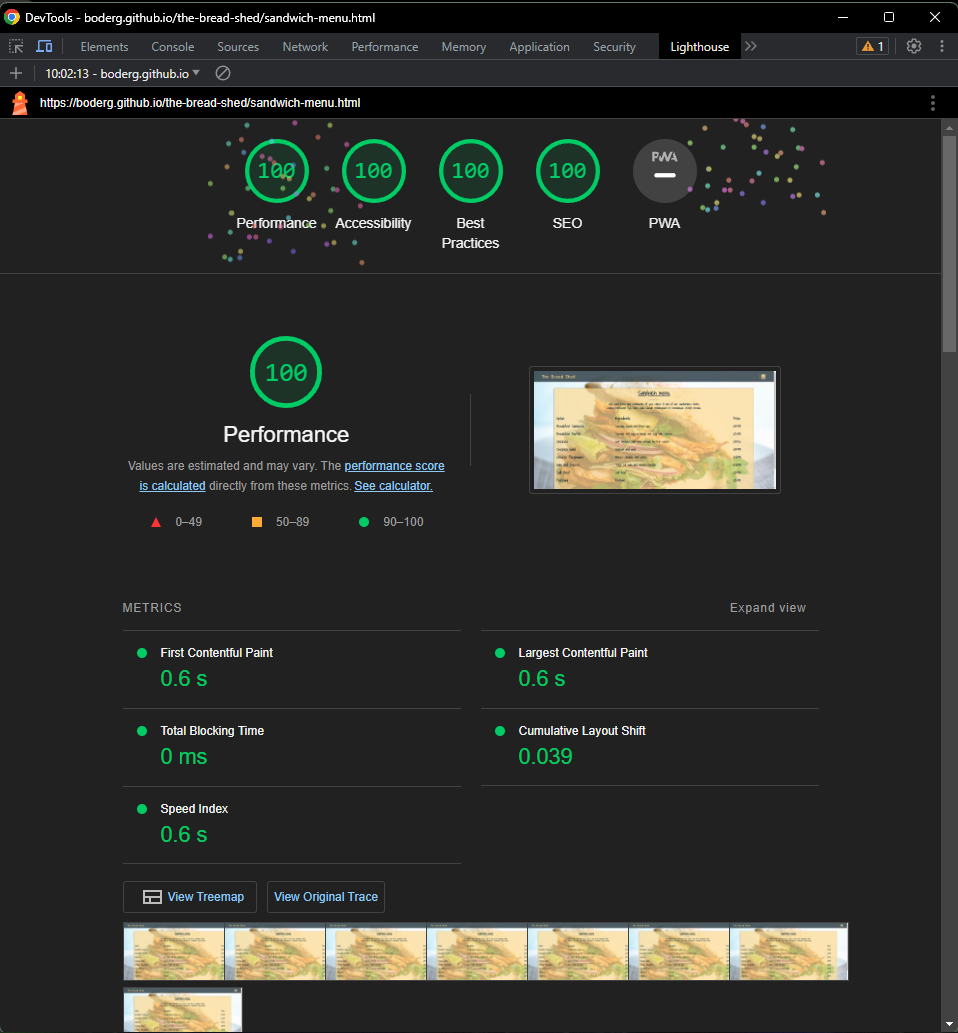 DevTools - boderg.github.io/the-bread-shed/sandwich-menu.html
Elements Console Sources Network Performance Memory Application Security Lighthouse 1
10:02:13 - boderg.github.io
https://boderg.github.io/the-bread-shed/sandwich-menu.html
100 100 100 100 PWA
Performance Accessibility Best SEO PWA
Practices
100
Performance
Values are estimated and may vary. The performance score
is calculated directly from these metrics. See calculator.
0–49 50–89 90–100
The Bread Shed
Sandwich menu
METRICS Expand view
First Contentful Paint Largest Contentful Paint
0.6 s 0.6 s
Total Blocking Time Cumulative Layout Shift
0 ms 0.039
Speed Index
0.6 s
View Treemap View Original Trace